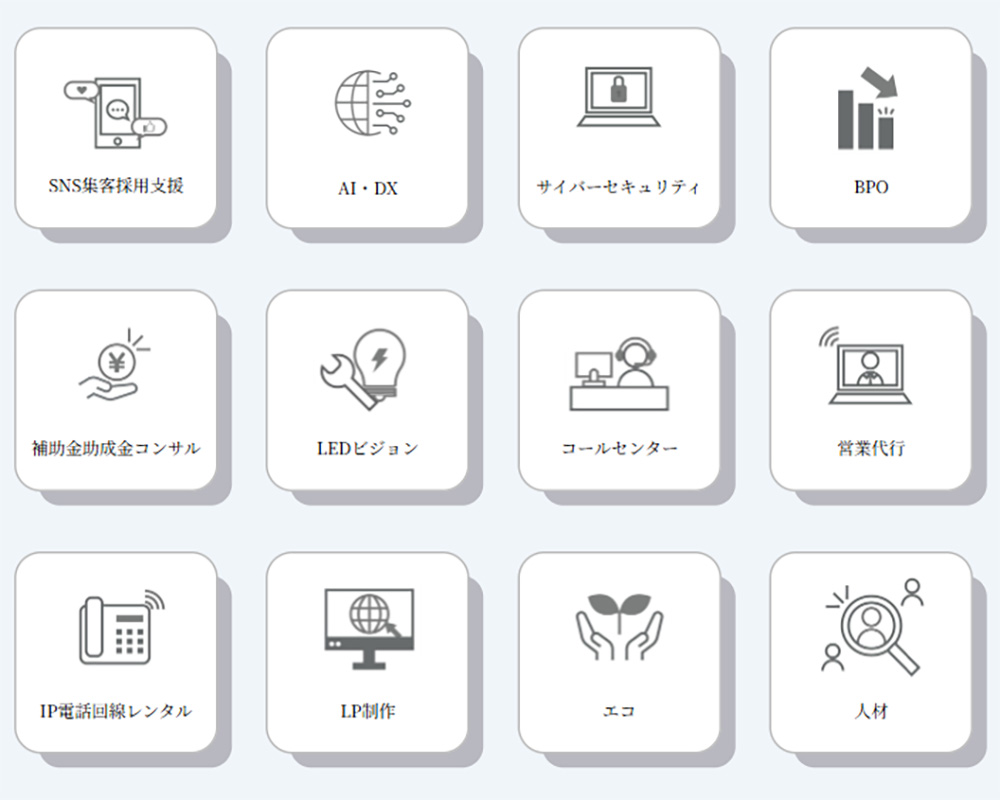 SNS集客採用支援
AI・DX
サイバーセキュリティ
BPO
¥
補助金助成金コンサル
LEDビジョン
コールセンター
営業代行
IP電話回線レンタル
LP制作
エコ
人材